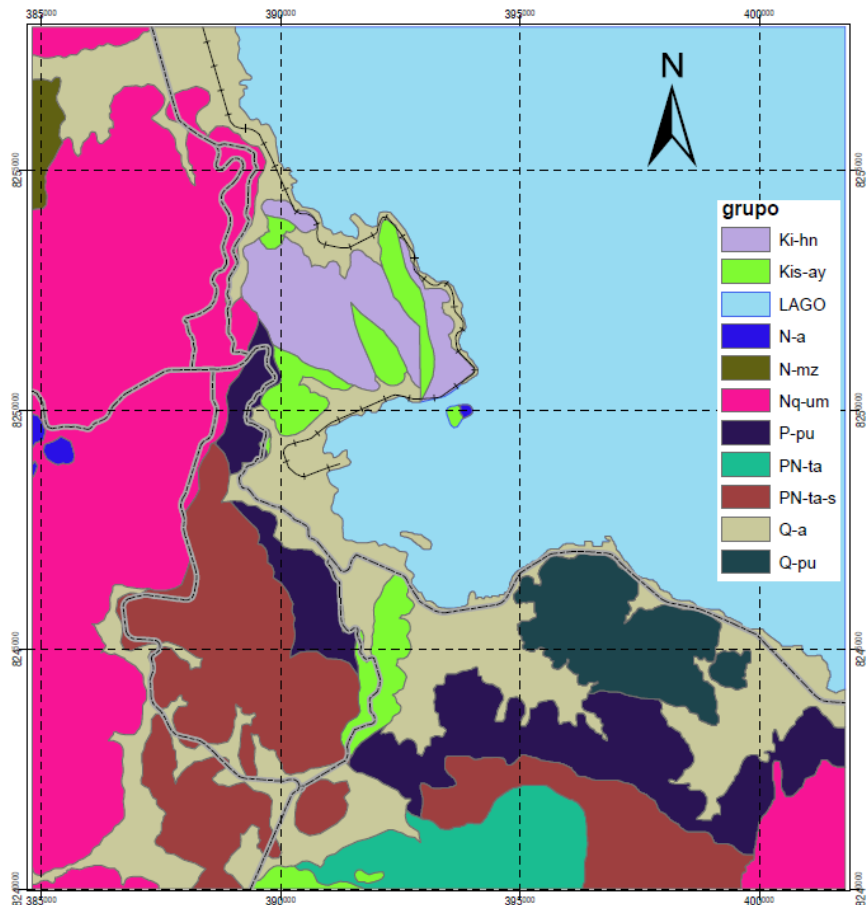 385000 390000 395000 400000
N
grupo
Ki-hn
Kis-ay
LAGO
N-a
N-mz
Nq-um
P-pu
PN-ta
PN-ta-s
Q-a
Q-pu
385000 390000 395000 400000